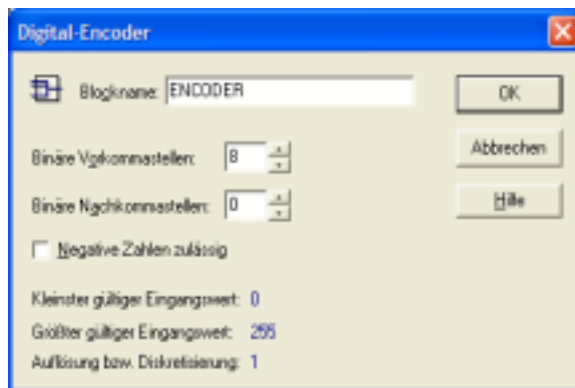 Digital-Encoder
Blockname: ENCODER
OK
Binäre Vorkommastellen: 8
Abbrechen
Binäre Nachkommastellen: 0
Hilfe
Negative Zahlen zulässig
Kleinster gültiger Eingangswert: 0
Größter gültiger Eingangswert: 255
Auflösung bzw. Diskretisierung: 1